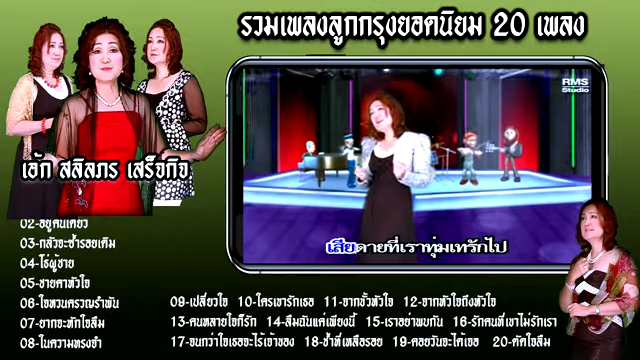 รวมเพลงลูกกรุงยอดนิยม 20 เพลง
RMS
Studio
เอ้ก สลิลภร เสร็จกิจ
เสียดายที่เราทุ่มเทรักไป
02-อยู่คนเดียว
03-กลัวจะช้ำรอยเดิม
04-โธ่ผู้ชาย
05-ชายคาหัวใจ
06-ไจหวนครวญรำพัน
07-ยากจะหักใจลืม
08-ในความทรงจำ
09-เปลี่ยวใจ 10-ใครเขารักเธอ 11-จากขั้วหัวใจ 12-จากหัวใจถึงหัวใจ
13-คนหลายใจก็รัก 14-ลืมฉันแค่เพียงนี้ 15-เราอย่าพบกัน 16-รักคนที่เขาไม่รักเรา
17-จนกว่าใจเธอจะไร้เจ้าของ 18-ช้ำที่เหลือรอย 19-คอยวันจะได้เจอ 20-คัดใจลืม